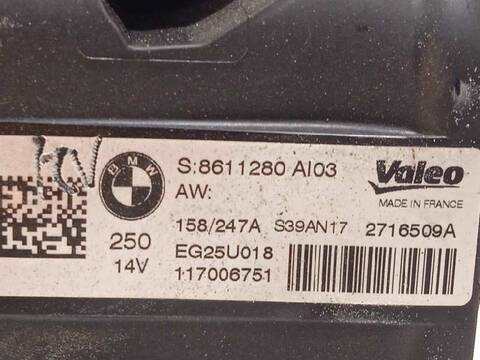 BMW
S:8611280 AI03
AW:
Valeo
MADE IN FRANCE
158/247A S39AN17 2716509A
250
14V
EG25U018
117006751